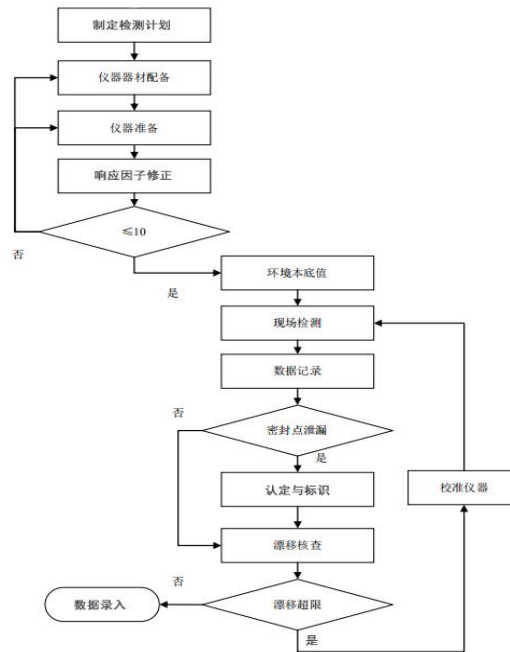 制定检测计划
仪器器材配备
仪器准备
响应因子修正
≤10
否
是
环境本底值
现场检测
数据记录
否
密封点泄漏
是
认定与标识
校准仪器
漂移核查
否
数据录入
漂移超限
是